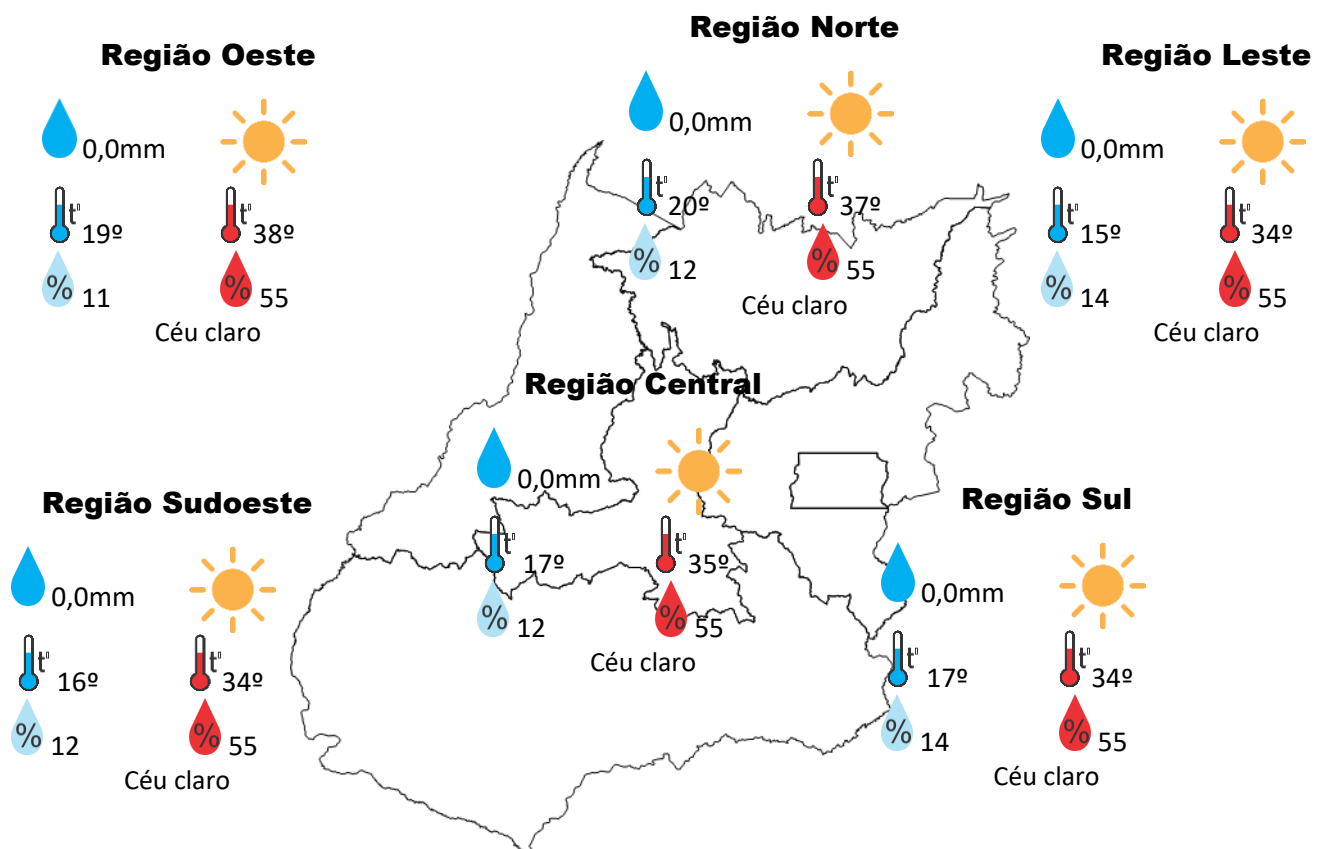 Região Oeste
0,0mm
t°
19º
t°
38º
%
11
%
55
Céu claro
Região Norte
0,0mm
t°
20º
t°
37º
%
12
%
55
Céu claro
Região Leste
0,0mm
t°
15º
t°
34º
%
14
%
55
Céu claro
Região Central
0,0mm
t°
17º
t°
35º
%
12
%
55
Céu claro
Região Sudoeste
0,0mm
t°
16º
t°
34º
%
12
%
55
Céu claro
Região Sul
0,0mm
t°
17º
t°
34º
%
14
%
55
Céu claro